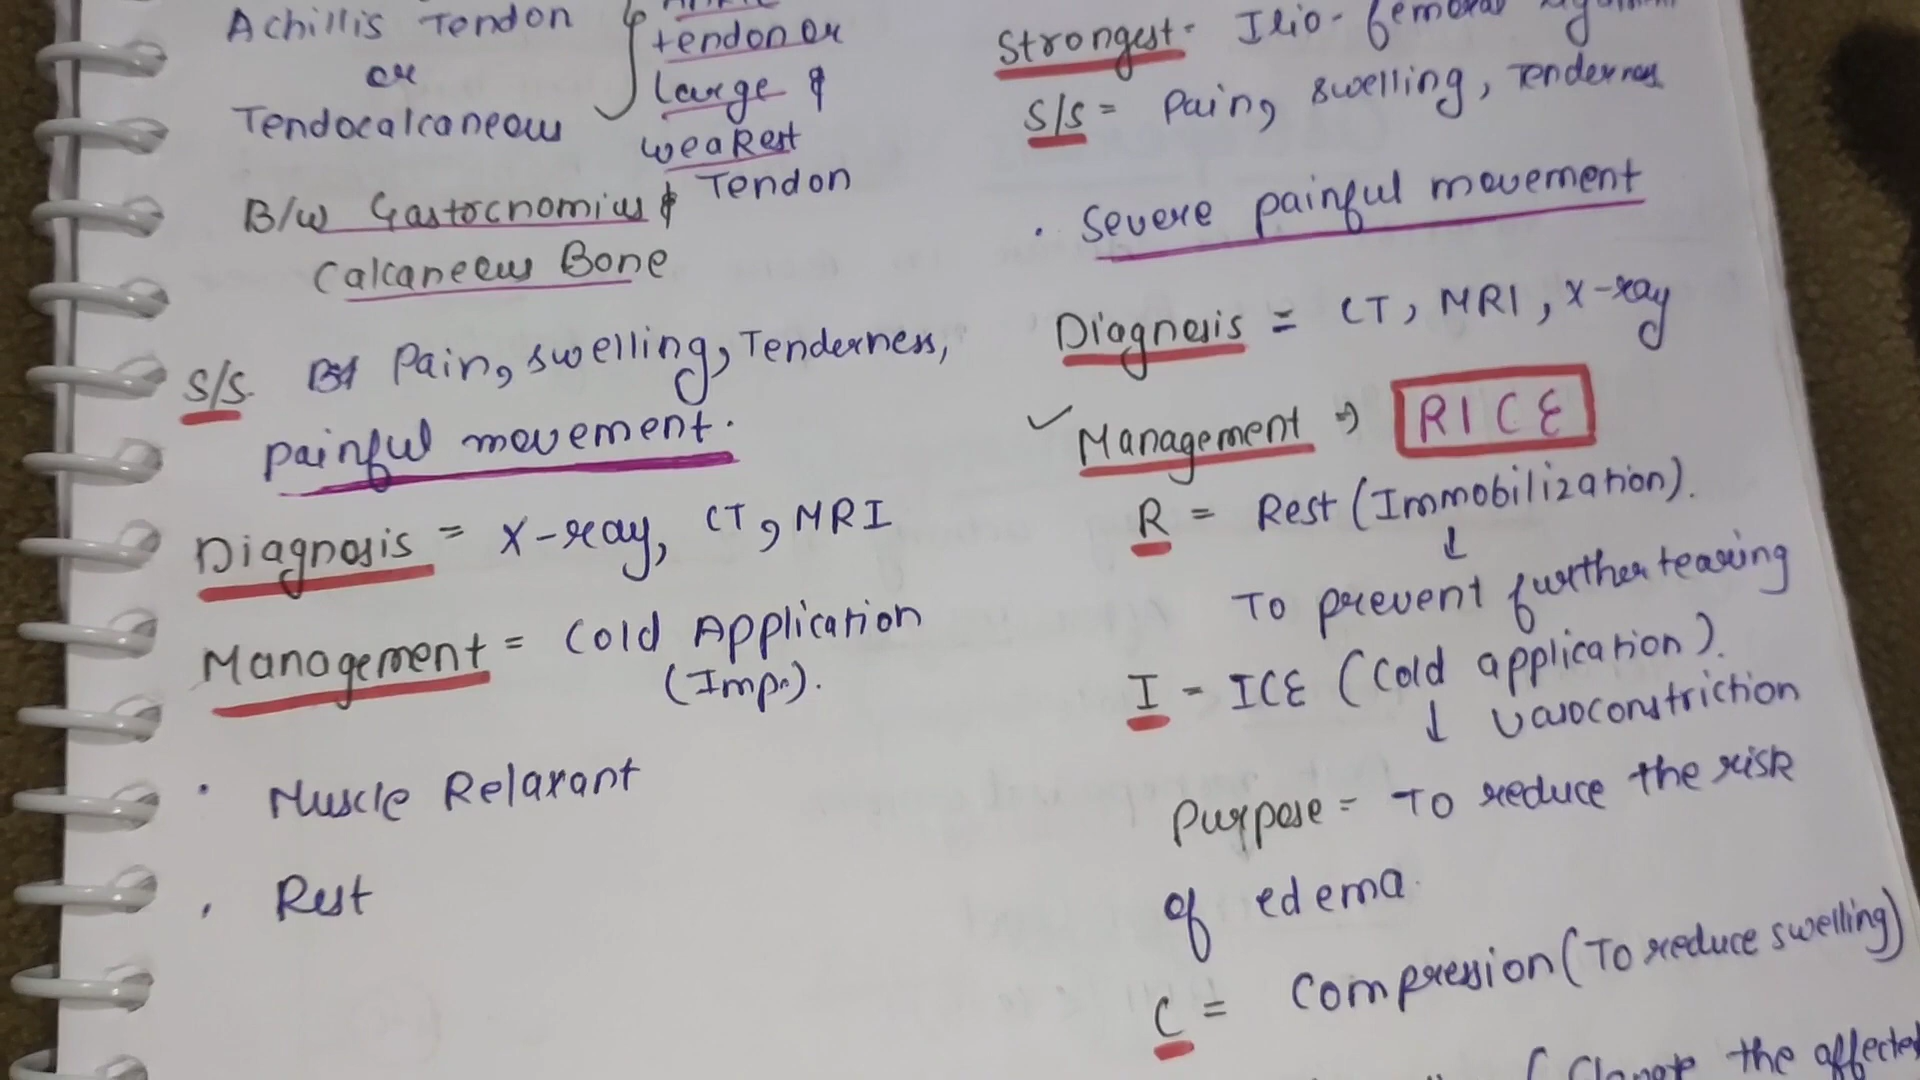 Achillis Tendon
or
Tendocalcaneous
tendon or
Large &
weakest
Tendon
B/w Gastocnomius &
Calcaneous Bone
S/S. Pain, swelling, Tenderness,
painful movement.
Diagnosis = X-ray, CT, MRI
Management = Cold Application
(Imp.).
• Muscle Relaxant
• Rest
Strongest - Ilio-femoral
S/S = Pain, swelling, Tenderness
• Severe painful movement
Diagnosis = CT, MRI, X-ray
✓ Management → RICE
R = Rest (Immobilization).
↓
To prevent further tearing
I - ICE (Cold application).
↓ Vasoconstriction
Purpose = To reduce the risk
of edema.
C = Compression (To reduce swelling)
the affected